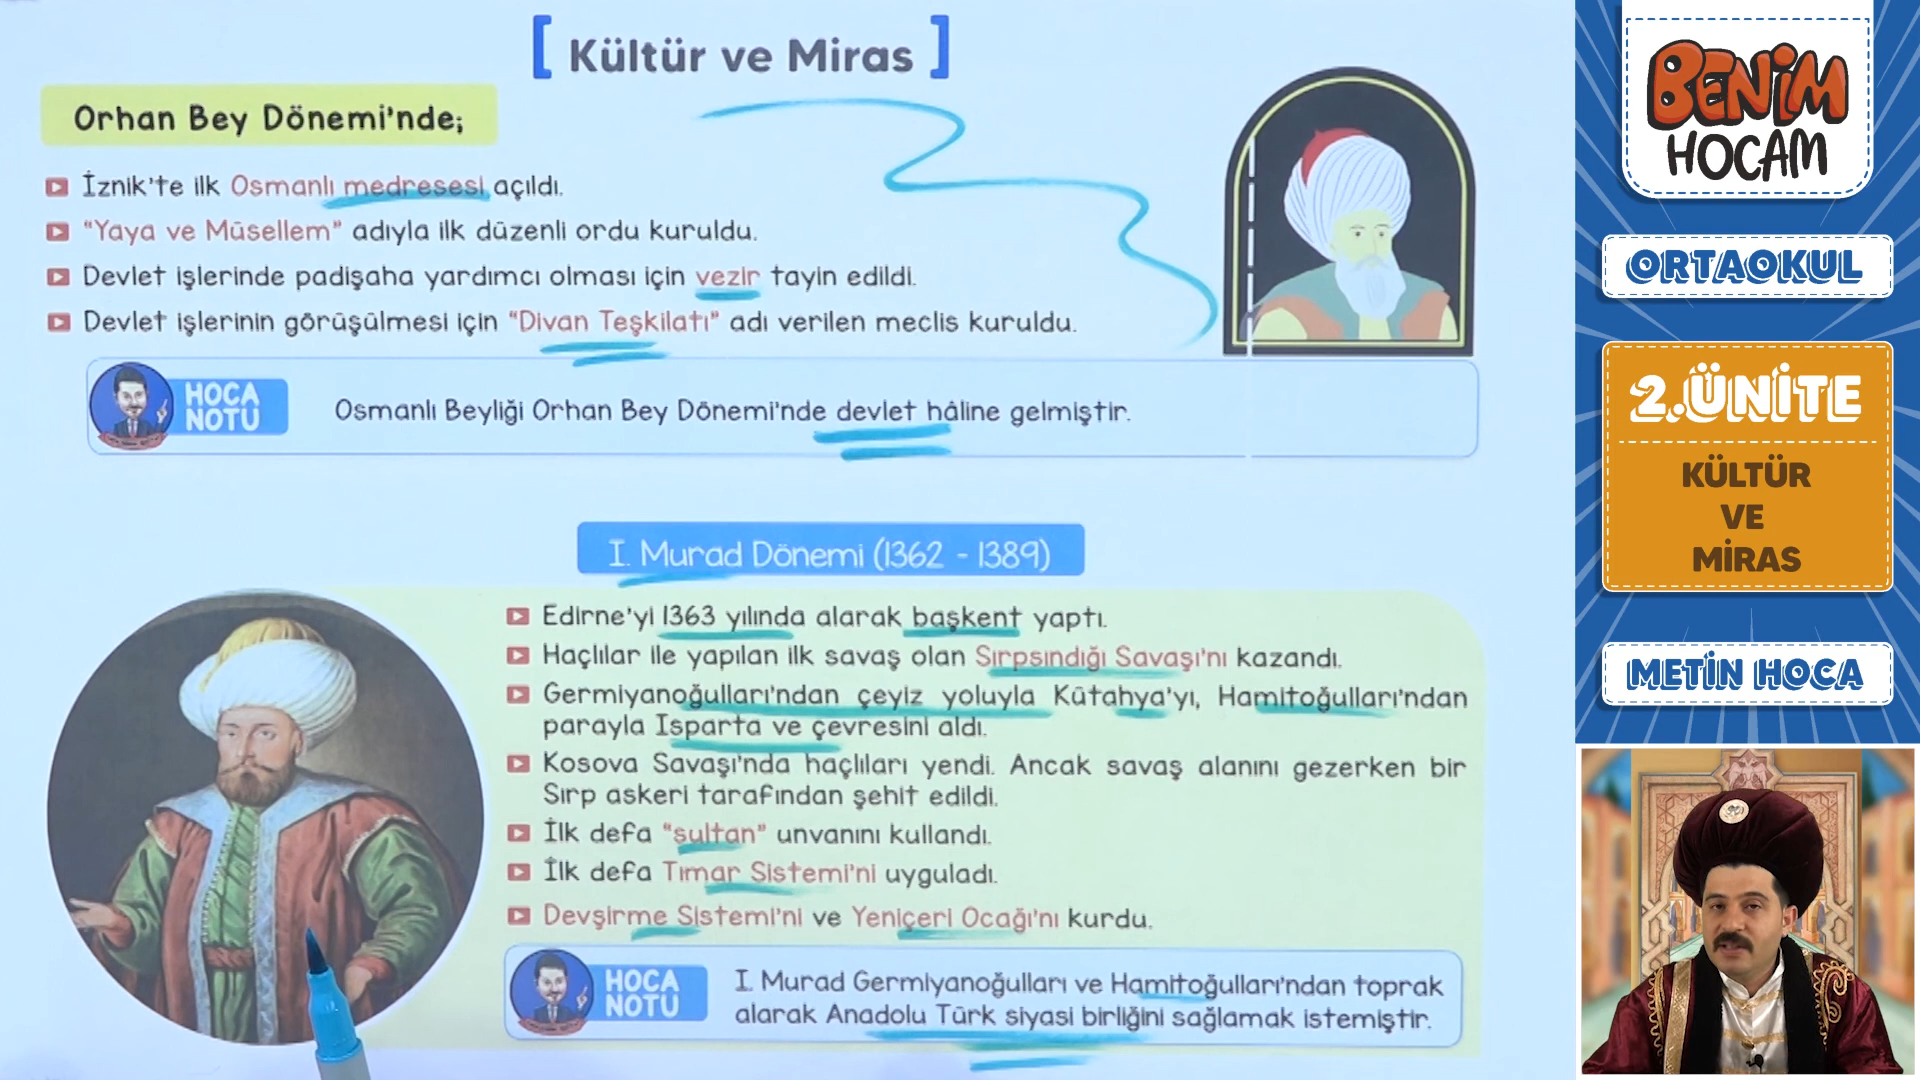 [ Kültür ve Miras ]
Orhan Bey Dönemi'nde;
İznik'te ilk Osmanlı medresesi açıldı.
"Yaya ve Müsellem" adıyla ilk düzenli ordu kuruldu.
Devlet işlerinde padişaha yardımcı olması için vezir tayin edildi.
Devlet işlerinin görüşülmesi için "Divan Teşkilatı" adı verilen meclis kuruldu.
HOCA
NOTU
Osmanlı Beyliği Orhan Bey Dönemi'nde devlet hâline gelmiştir.
I. Murad Dönemi (1362 - 1389)
Edirne'yi 1363 yılında alarak başkent yaptı.
Haçlılar ile yapılan ilk savaş olan Sırpsındığı Savaşı'nı kazandı.
Germiyanoğulları'ndan çeyiz yoluyla Kütahya'yı, Hamitoğulları'ndan
parayla Isparta ve çevresini aldı.
Kosova Savaşı'nda haçlıları yendi. Ancak savaş alanını gezerken bir
Sırp askeri tarafından şehit edildi.
İlk defa "sultan" unvanını kullandı.
İlk defa Tımar Sistemi'ni uyguladı.
Devşirme Sistemi'ni ve Yeniçeri Ocağı'nı kurdu.
HOCA
NOTU
I. Murad Germiyanoğulları ve Hamitoğulları'ndan toprak
alarak Anadolu Türk siyasi birliğini sağlamak istemiştir.
BENİM
HOCAM
ORTAOKUL
2.ÜNİTE
KÜLTÜR
VE
MİRAS
METİN HOCA